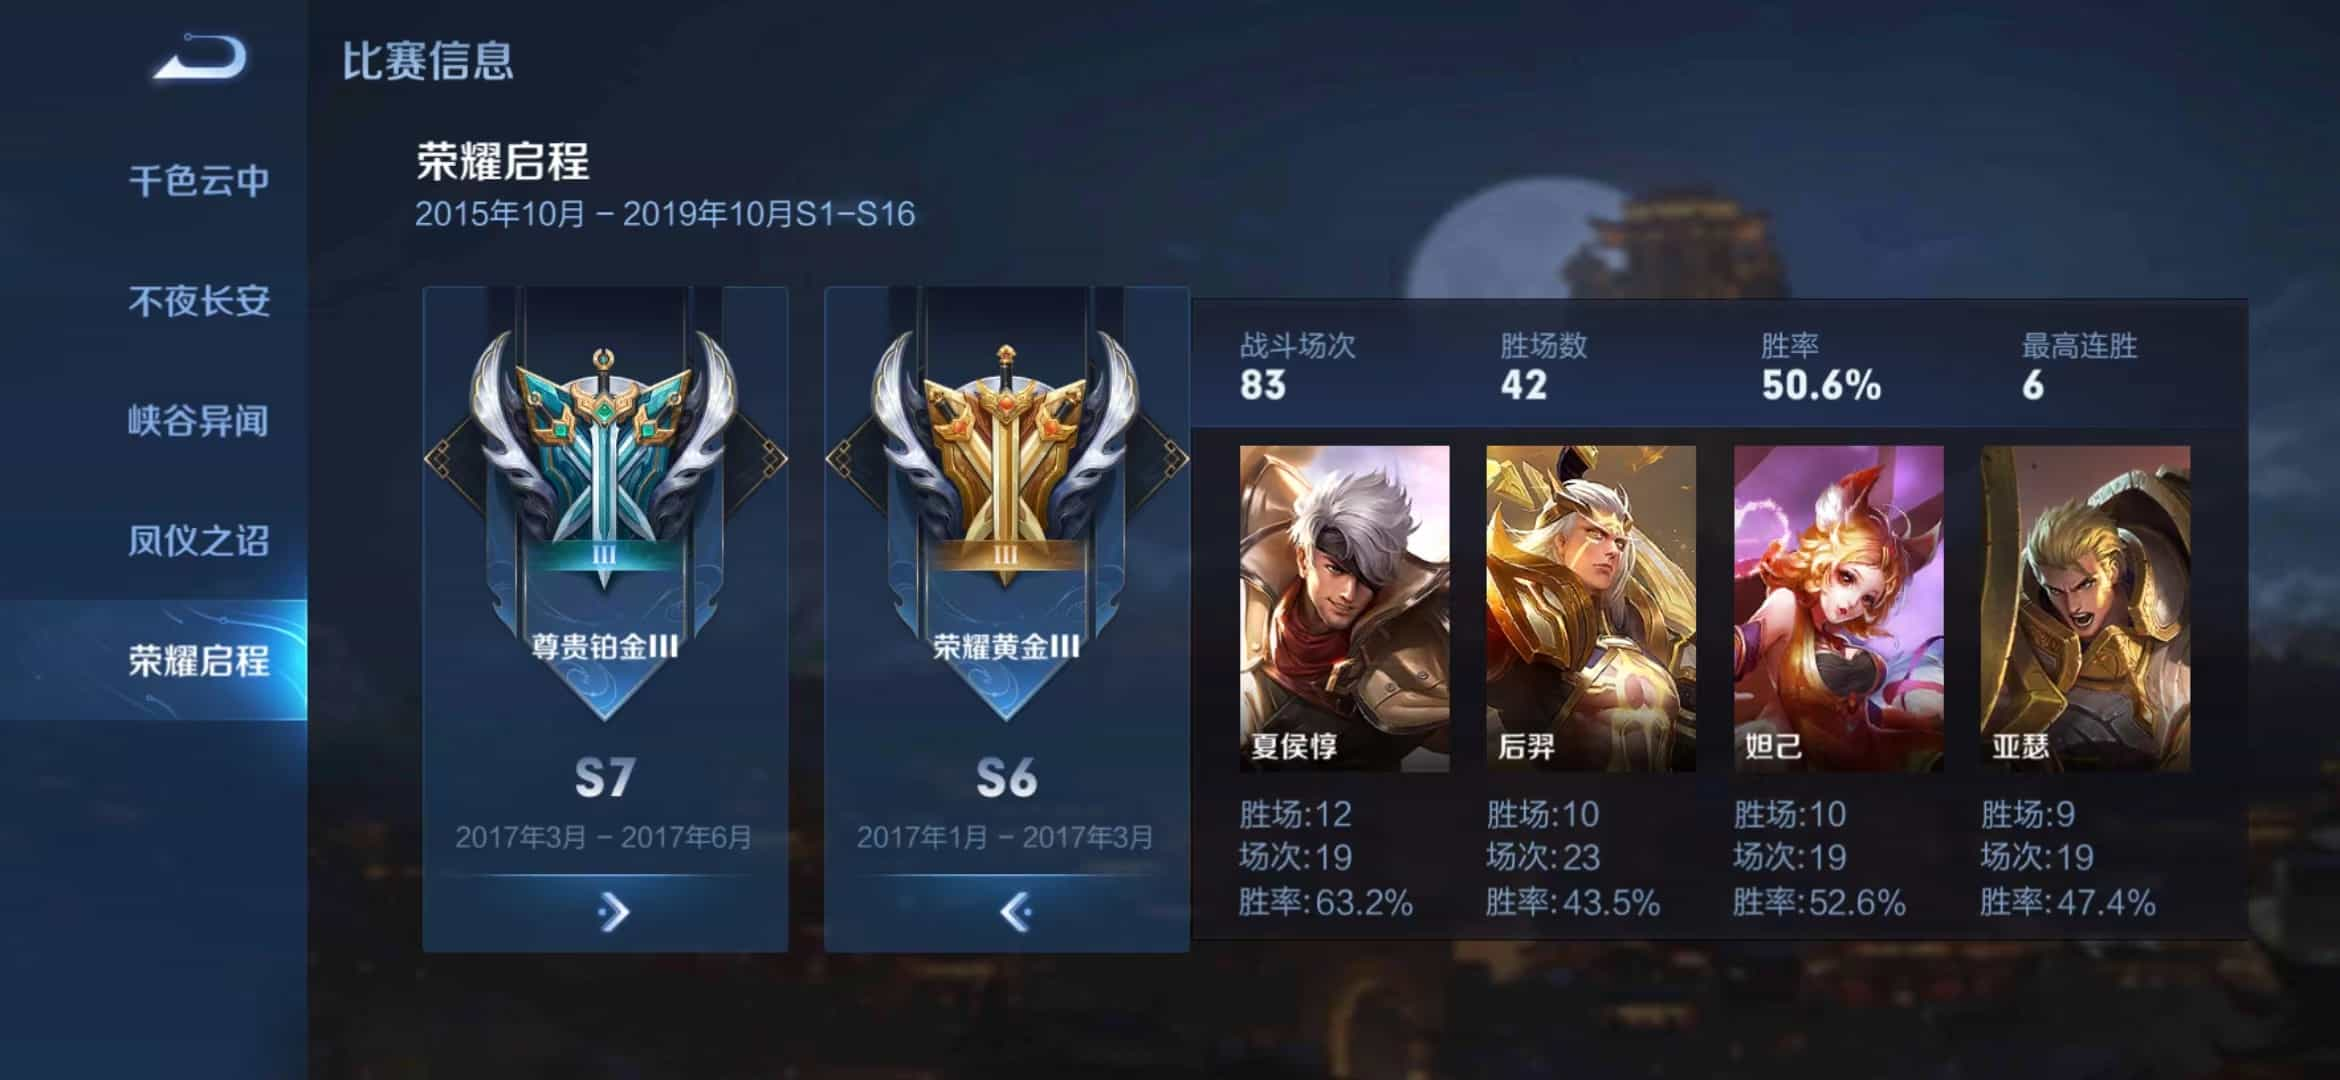 比赛信息
千色云中
不夜长安
峡谷异闻
凤仪之诏
荣耀启程
荣耀启程
2015年10月 – 2019年10月S1–S16
III
尊贵铂金III
S7
2017年3月 – 2017年6月
III
荣耀黄金III
S6
2017年1月 – 2017年3月
战斗场次 胜场数 胜率 最高连胜
83 42 50.6% 6
夏侯惇 后羿 妲己 亚瑟
胜场:12 胜场:10 胜场:10 胜场:9
场次:19 场次:23 场次:19 场次:19
胜率:63.2% 胜率:43.5% 胜率:52.6% 胜率:47.4%